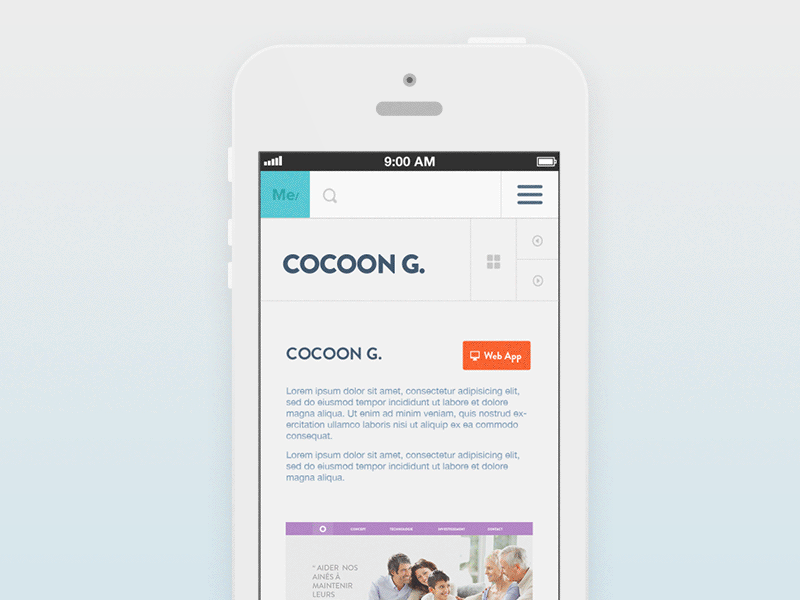 9:00 AM
Me/
COCOON G.
COCOON G.
Web App
Lorem ipsum dolor sit amet, consectetur adipisicing elit,
sed do eiusmod tempor incididunt ut labore et dolore
magna aliqua. Ut enim ad minim veniam, quis nostrud ex-
ercitation ullamco laboris nisi ut aliquip ex ea commodo
consequat.
Lorem ipsum dolor sit amet, consectetur adipisicing elit,
sed do eiusmod tempor incididunt ut labore et dolore
magna aliqua.
CONCEPT TECHNOLOGIE INVESTISSEMENT CONTACT
“ AIDER NOS
AINÉS À
MAINTENIR
LEURS